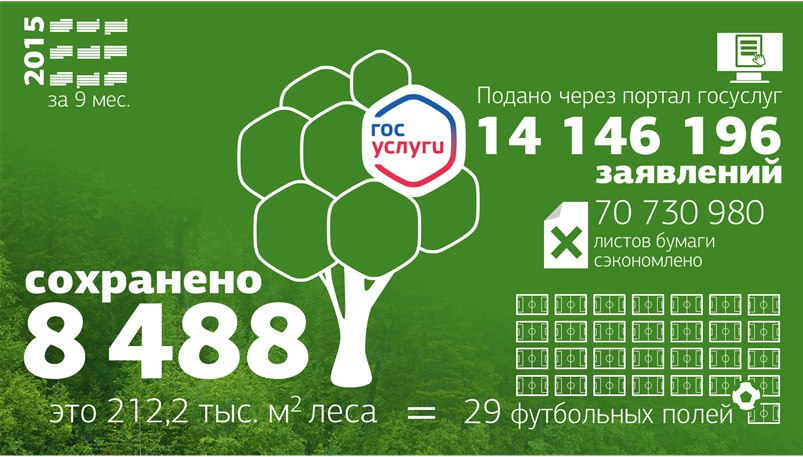 2015
за 9 мес.
гос
услуги
Подано через портал госуслуг
14 146 196
заявлений
70 730 980
листов бумаги
сэкономлено
сохранено
8 488
это 212,2 тыс. м² леса = 29 футбольных полей